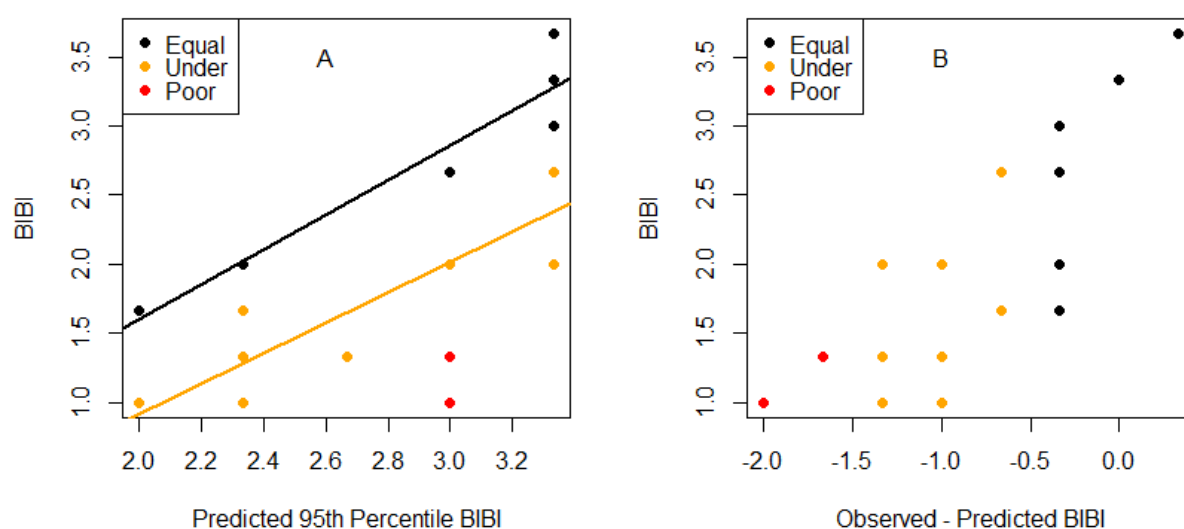 Equal
Under
Poor
A
BIBI
3.5
3.0
2.5
2.0
1.5
1.0
2.0 2.2 2.4 2.6 2.8 3.0 3.2
Predicted 95th Percentile BIBI
Equal
Under
Poor
B
BIBI
3.5
3.0
2.5
2.0
1.5
1.0
-2.0 -1.5 -1.0 -0.5 0.0
Observed - Predicted BIBI